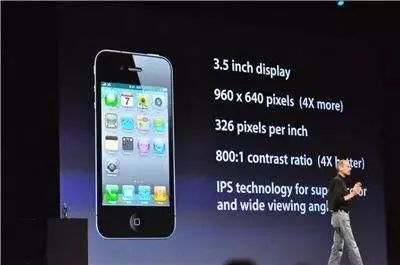 3.5 inch display
960 x 640 pixels (4X more)
326 pixels per inch
800:1 contrast ratio (4X
IPS technology for
and wide viewing
7